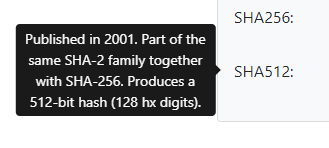 SHA256:
Published in 2001. Part of the
same SHA-2 family together
with SHA-256. Produces a
512-bit hash (128 hx digits).
SHA512: